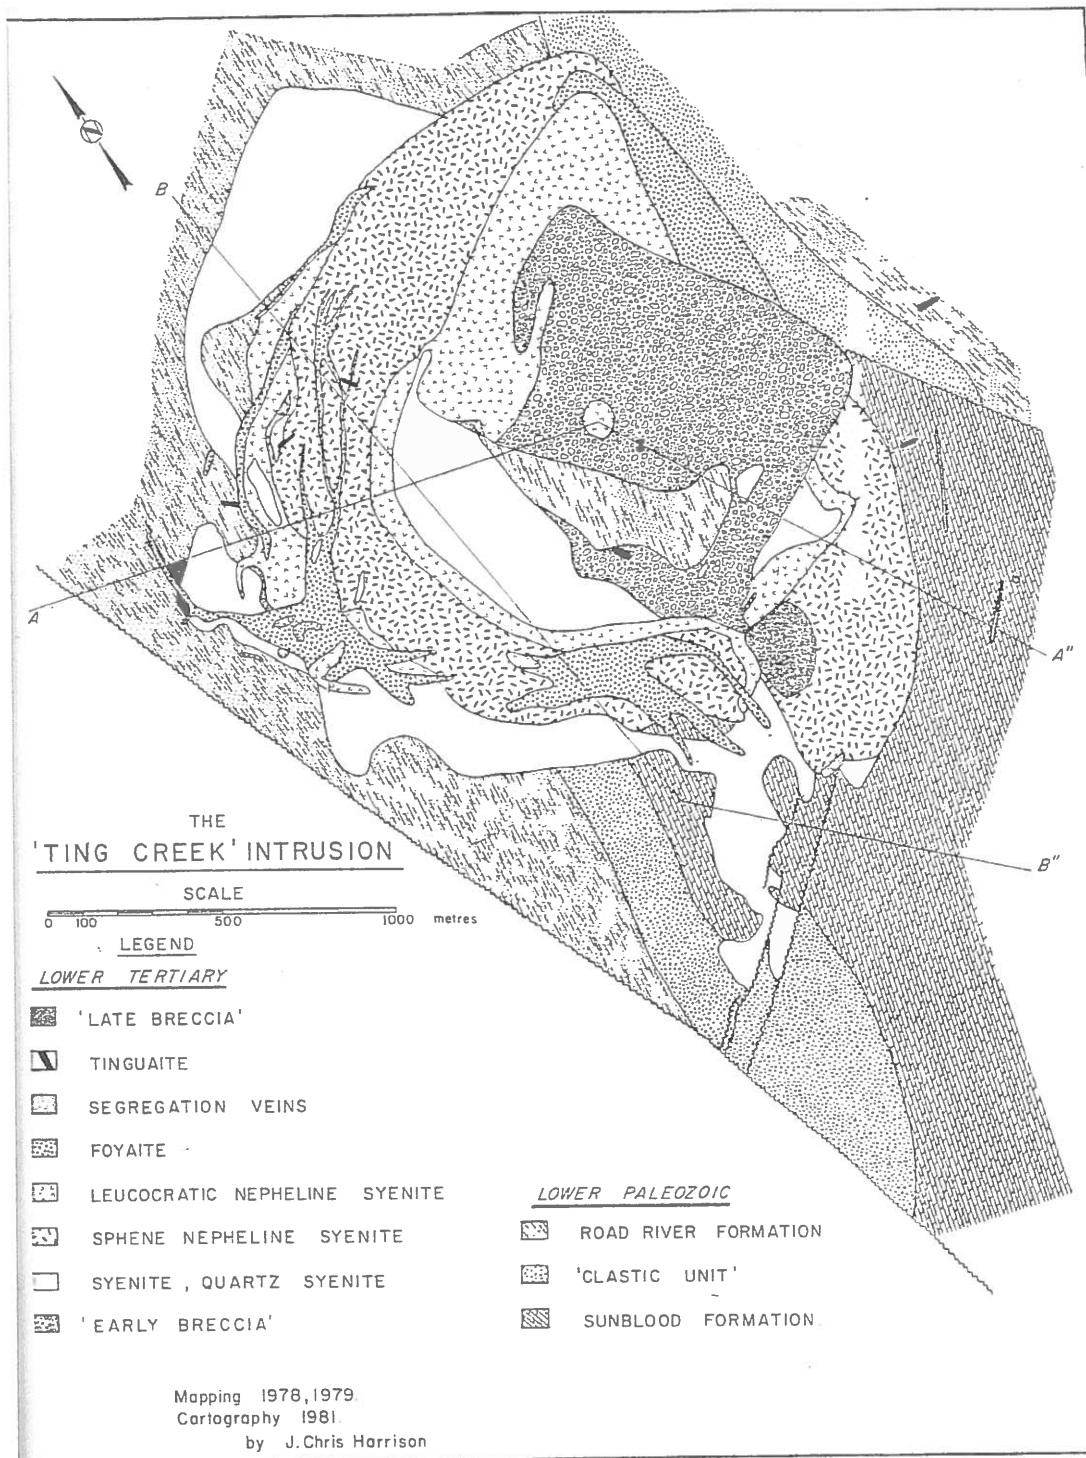 N
B
A
A"
B"
THE
'TING CREEK' INTRUSION
SCALE
0 100 500 1000 metres
LEGEND
LOWER TERTIARY
'LATE BRECCIA'
TINGUAITE
SEGREGATION VEINS
FOYAITE
LEUCOCRATIC NEPHELINE SYENITE
SPHENE NEPHELINE SYENITE
SYENITE, QUARTZ SYENITE
'EARLY BRECCIA'
LOWER PALEOZOIC
ROAD RIVER FORMATION
'CLASTIC UNIT'
SUNBLOOD FORMATION
Mapping 1978, 1979.
Cartography 1981.
by J. Chris Harrison